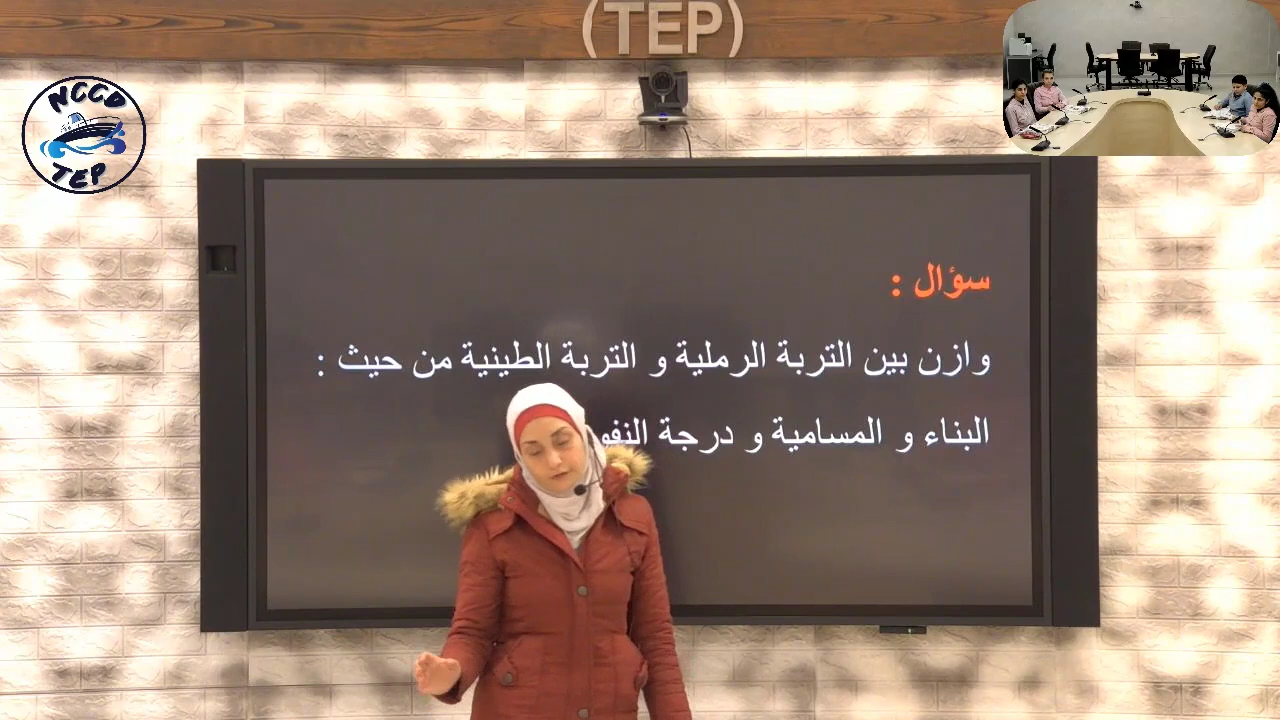 (TEP)
NCCD
TEP
سؤال :
وازن بين التربة الرملية و التربة الطينية من حيث :
البناء و المسامية و درجة